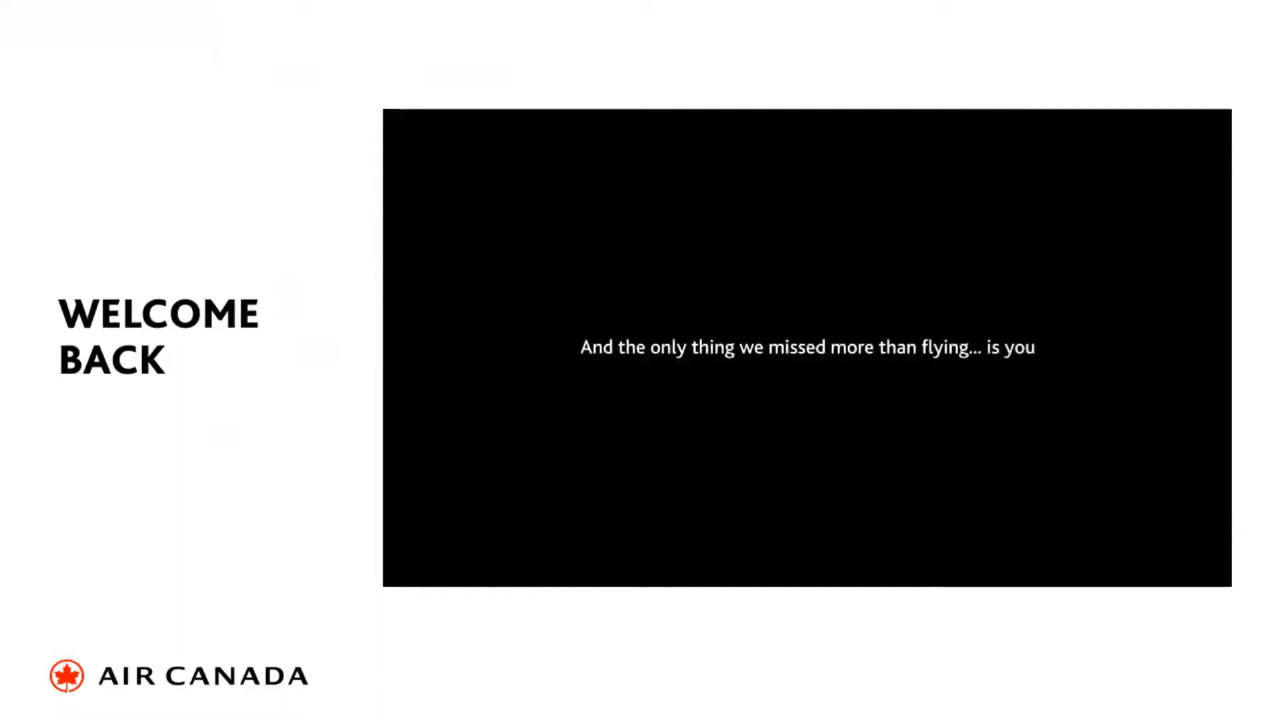 WELCOME
BACK
And the only thing we missed more than flying... is you
AIR CANADA